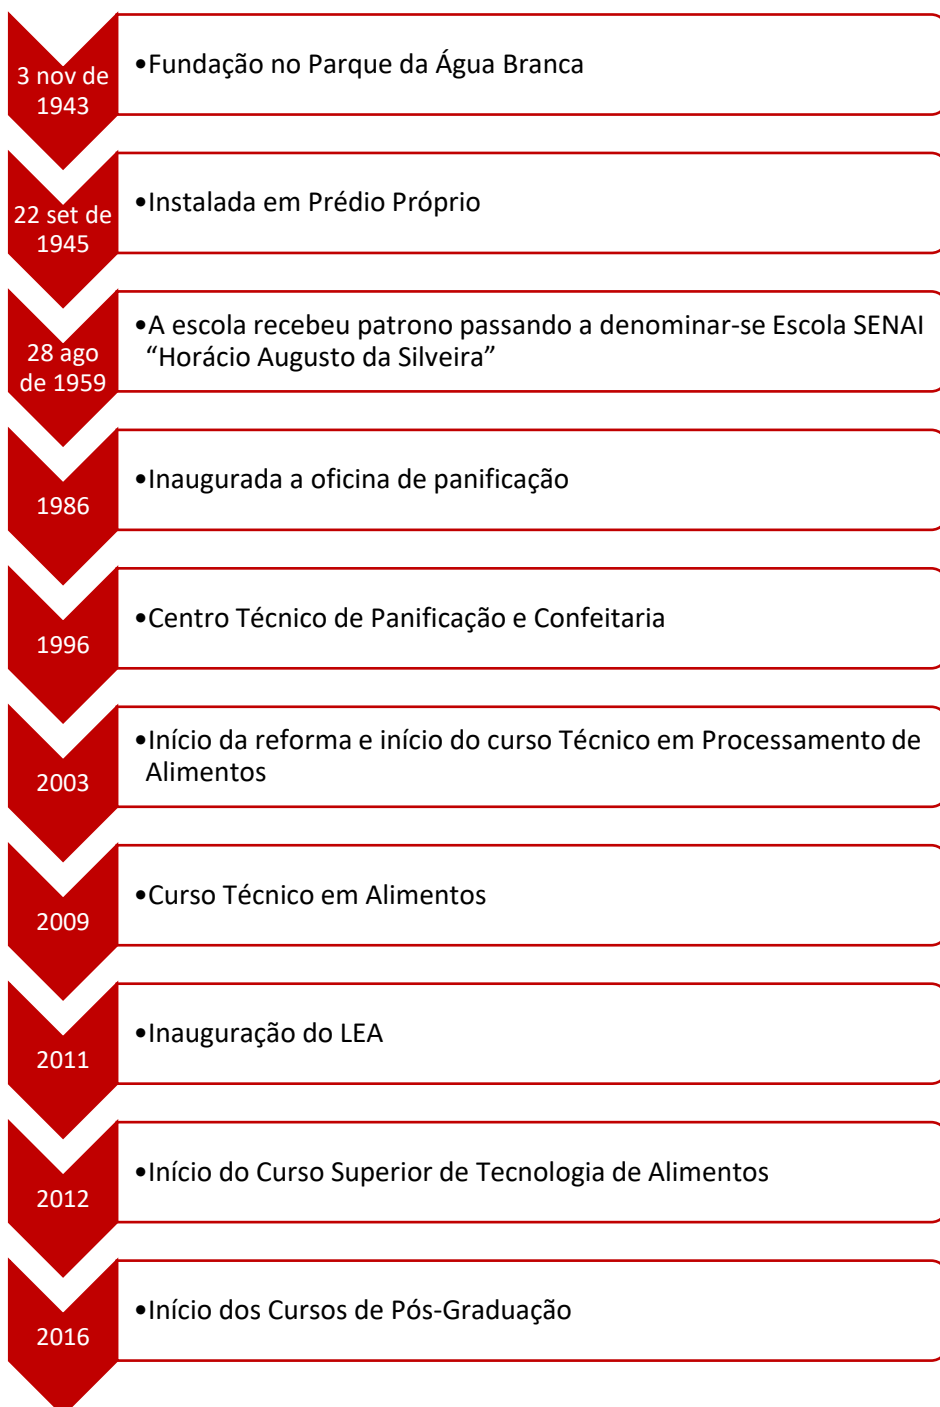 3 nov de
1943
•Fundação no Parque da Água Branca
22 set de
1945
•Instalada em Prédio Próprio
28 ago
de 1959
•A escola recebeu patrono passando a denominar-se Escola SENAI
“Horácio Augusto da Silveira”
1986
•Inaugurada a oficina de panificação
1996
•Centro Técnico de Panificação e Confeitaria
2003
•Início da reforma e início do curso Técnico em Processamento de
Alimentos
2009
•Curso Técnico em Alimentos
2011
•Inauguração do LEA
2012
•Início do Curso Superior de Tecnologia de Alimentos
2016
•Início dos Cursos de Pós-Graduação